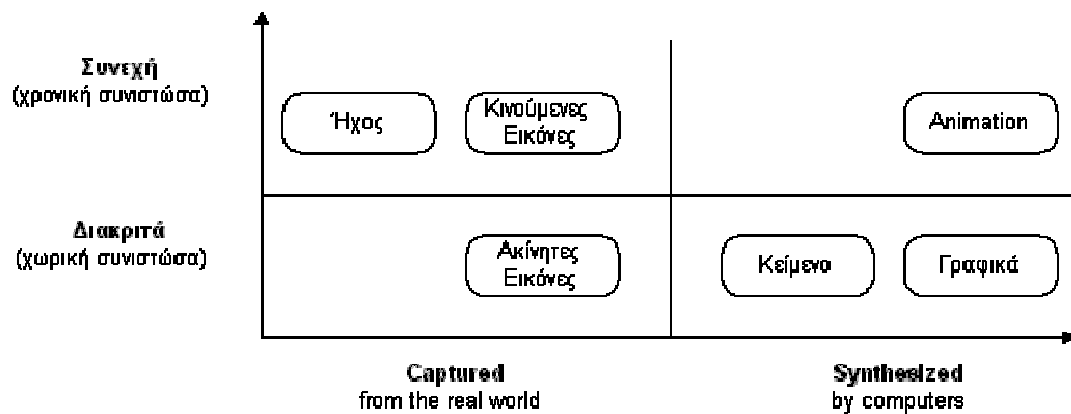 Συνεχή
(χρονική συνιστώσα)
Ήχος
Κινούμενες
Εικόνες
Animation
Διακριτά
(χωρική συνιστώσα)
Ακίνητες
Εικόνες
Κείμενο
Γραφικά
Captured
from the real world
Synthesized
by computers